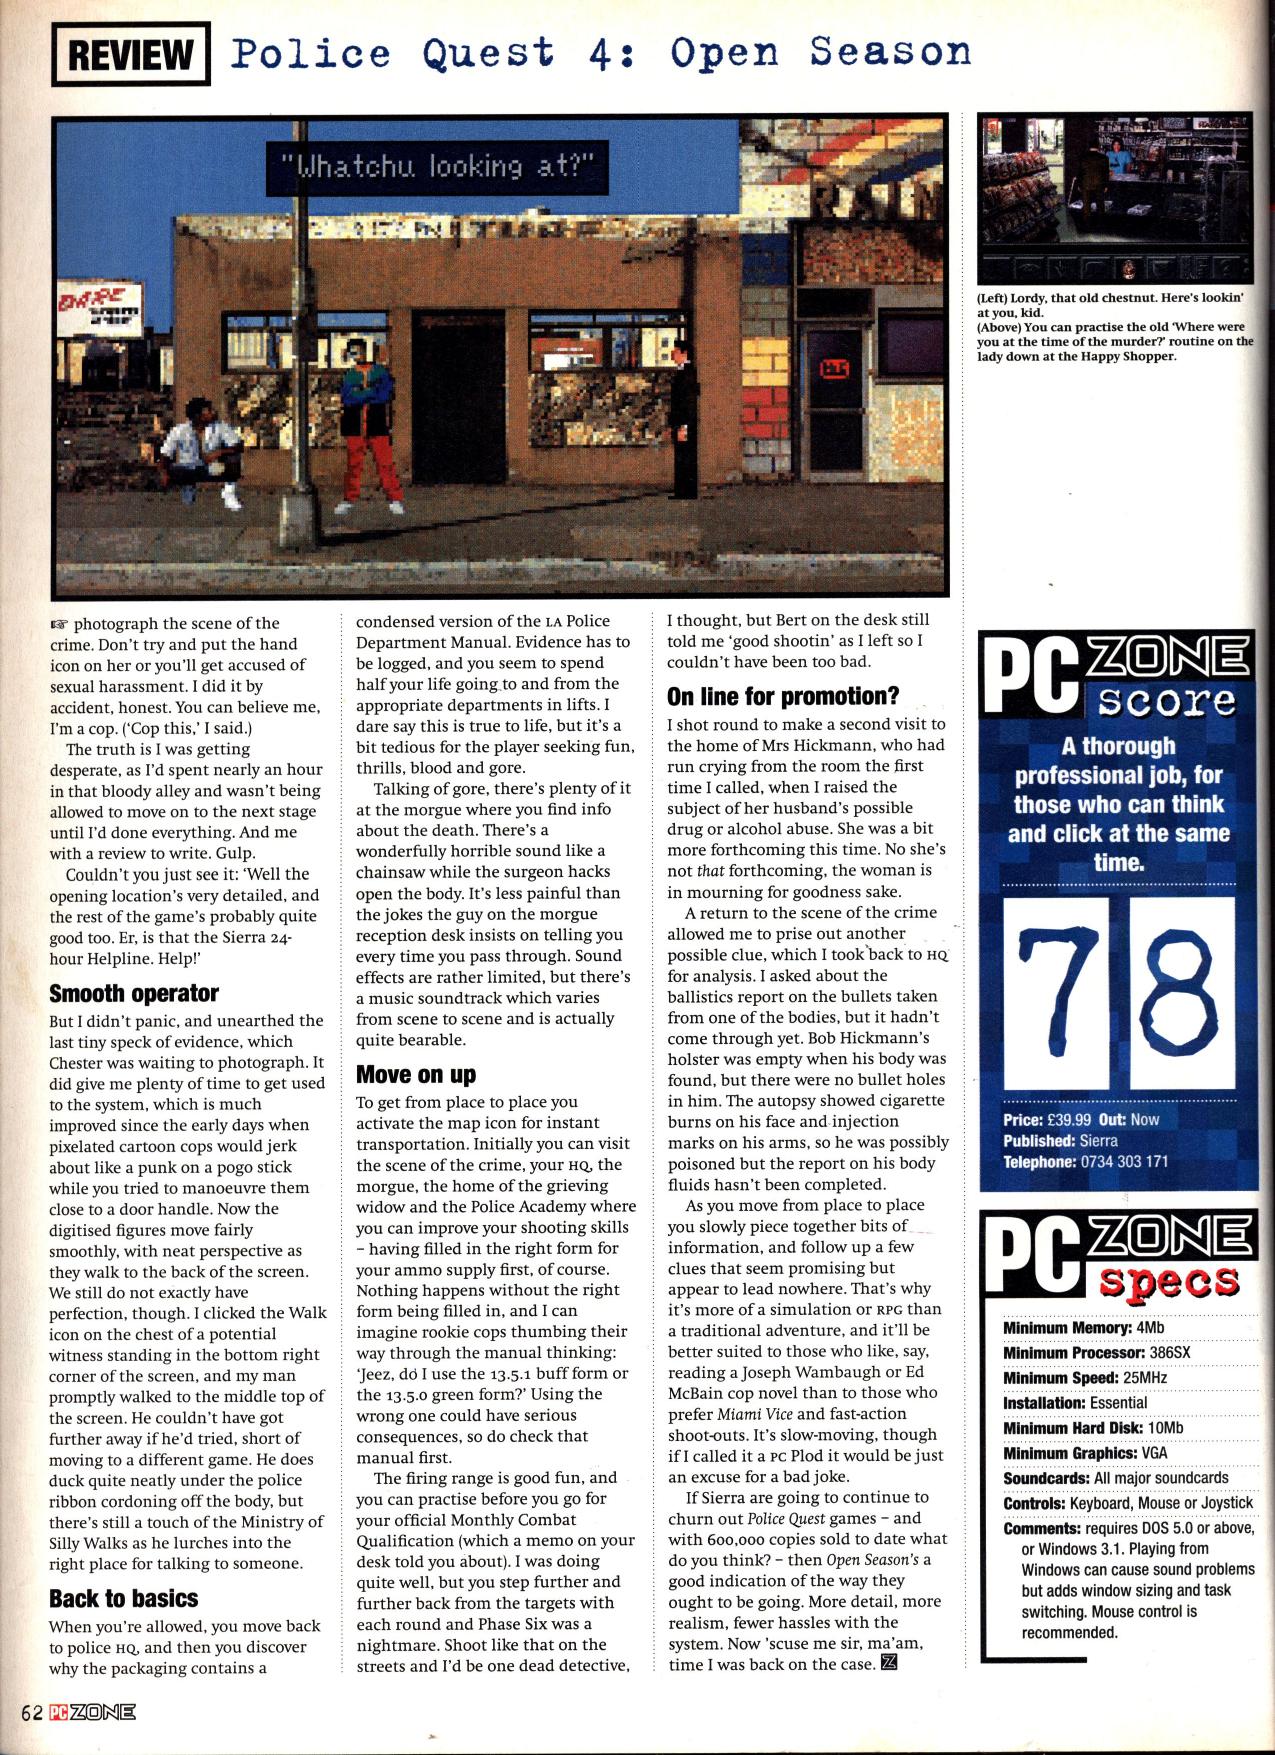 REVIEW Police Quest 4: Open Season
"Whatchu looking at?"
DARE
(Left) Lordy, that old chestnut. Here's lookin'
at you, kid.
(Above) You can practise the old 'Where were
you at the time of the murder?' routine on the
lady down at the Happy Shopper.
☞ photograph the scene of the
crime. Don't try and put the hand
icon on her or you'll get accused of
sexual harassment. I did it by
accident, honest. You can believe me,
I'm a cop. ('Cop this,' I said.)
The truth is I was getting
desperate, as I'd spent nearly an hour
in that bloody alley and wasn't being
allowed to move on to the next stage
until I'd done everything. And me
with a review to write. Gulp.
Couldn't you just see it: 'Well the
opening location's very detailed, and
the rest of the game's probably quite
good too. Er, is that the Sierra 24-
hour Helpline. Help!'
Smooth operator
But I didn't panic, and unearthed the
last tiny speck of evidence, which
Chester was waiting to photograph. It
did give me plenty of time to get used
to the system, which is much
improved since the early days when
pixelated cartoon cops would jerk
about like a punk on a pogo stick
while you tried to manoeuvre them
close to a door handle. Now the
digitised figures move fairly
smoothly, with neat perspective as
they walk to the back of the screen.
We still do not exactly have
perfection, though. I clicked the Walk
icon on the chest of a potential
witness standing in the bottom right
corner of the screen, and my man
promptly walked to the middle top of
the screen. He couldn't have got
further away if he'd tried, short of
moving to a different game. He does
duck quite neatly under the police
ribbon cordoning off the body, but
there's still a touch of the Ministry of
Silly Walks as he lurches into the
right place for talking to someone.
Back to basics
When you're allowed, you move back
to police HQ, and then you discover
why the packaging contains a
condensed version of the LA Police
Department Manual. Evidence has to
be logged, and you seem to spend
half your life going to and from the
appropriate departments in lifts. I
dare say this is true to life, but it's a
bit tedious for the player seeking fun,
thrills, blood and gore.
Talking of gore, there's plenty of it
at the morgue where you find info
about the death. There's a
wonderfully horrible sound like a
chainsaw while the surgeon hacks
open the body. It's less painful than
the jokes the guy on the morgue
reception desk insists on telling you
every time you pass through. Sound
effects are rather limited, but there's
a music soundtrack which varies
from scene to scene and is actually
quite bearable.
Move on up
To get from place to place you
activate the map icon for instant
transportation. Initially you can visit
the scene of the crime, your HQ, the
morgue, the home of the grieving
widow and the Police Academy where
you can improve your shooting skills
– having filled in the right form for
your ammo supply first, of course.
Nothing happens without the right
form being filled in, and I can
imagine rookie cops thumbing their
way through the manual thinking:
'Jeez, do I use the 13.5.1 buff form or
the 13.5.0 green form?' Using the
wrong one could have serious
consequences, so do check that
manual first.
The firing range is good fun, and
you can practise before you go for
your official Monthly Combat
Qualification (which a memo on your
desk told you about). I was doing
quite well, but you step further and
further back from the targets with
each round and Phase Six was a
nightmare. Shoot like that on the
streets and I'd be one dead detective,
I thought, but Bert on the desk still
told me 'good shootin' as I left so I
couldn't have been too bad.
On line for promotion?
I shot round to make a second visit to
the home of Mrs Hickmann, who had
run crying from the room the first
time I called, when I raised the
subject of her husband's possible
drug or alcohol abuse. She was a bit
more forthcoming this time. No she's
not that forthcoming, the woman is
in mourning for goodness sake.
A return to the scene of the crime
allowed me to prise out another
possible clue, which I took back to HQ
for analysis. I asked about the
ballistics report on the bullets taken
from one of the bodies, but it hadn't
come through yet. Bob Hickmann's
holster was empty when his body was
found, but there were no bullet holes
in him. The autopsy showed cigarette
burns on his face and injection
marks on his arms, so he was possibly
poisoned but the report on his body
fluids hasn't been completed.
As you move from place to place
you slowly piece together bits of
information, and follow up a few
clues that seem promising but
appear to lead nowhere. That's why
it's more of a simulation or RPG than
a traditional adventure, and it'll be
better suited to those who like, say,
reading a Joseph Wambaugh or Ed
McBain cop novel than to those who
prefer Miami Vice and fast-action
shoot-outs. It's slow-moving, though
if I called it a PC Plod it would be just
an excuse for a bad joke.
If Sierra are going to continue to
churn out Police Quest games – and
with 600,000 copies sold to date what
do you think? – then Open Season's a
good indication of the way they
ought to be going. More detail, more
realism, fewer hassles with the
system. Now 'scuse me sir, ma'am,
time I was back on the case. Z
PC ZONE
score
A thorough
professional job, for
those who can think
and click at the same
time.
78
Price: £39.99 Out: Now
Published: Sierra
Telephone: 0734 303 171
PC ZONE
specs
Minimum Memory: 4Mb
Minimum Processor: 386SX
Minimum Speed: 25MHz
Installation: Essential
Minimum Hard Disk: 10Mb
Minimum Graphics: VGA
Soundcards: All major soundcards
Controls: Keyboard, Mouse or Joystick
Comments: requires DOS 5.0 or above,
or Windows 3.1. Playing from
Windows can cause sound problems
but adds window sizing and task
switching. Mouse control is
recommended.
62 PC ZONE